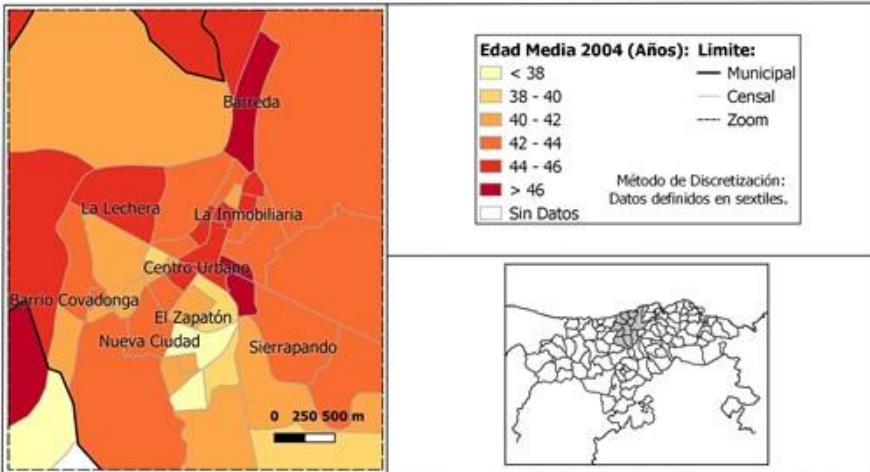 Barreda
La Lechera
La Inmobiliaria
Centro Urbano
Barrio Covadonga
El Zapatón
Nueva Ciudad
Sierrapando
0 250 500 m
Edad Media 2004 (Años):
< 38
38 - 40
40 - 42
42 - 44
44 - 46
> 46
Sin Datos
Limite:
Municipal
Censal
Zoom
Método de Discretización:
Datos definidos en sextiles.